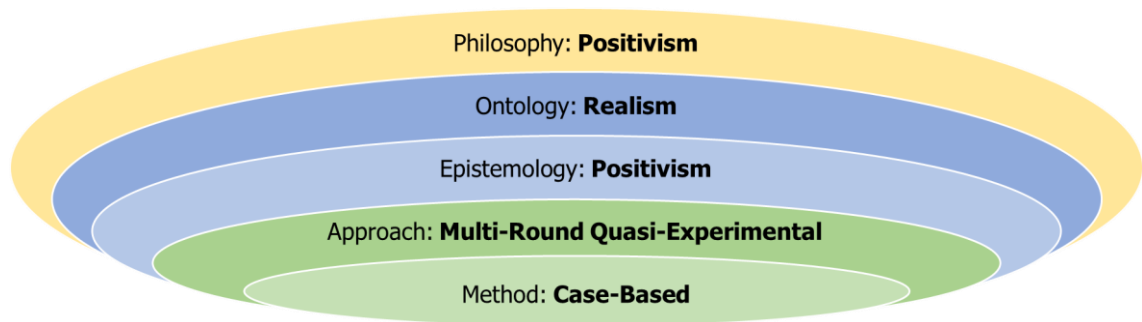 Philosophy: Positivism
Ontology: Realism
Epistemology: Positivism
Approach: Multi-Round Quasi-Experimental
Method: Case-Based